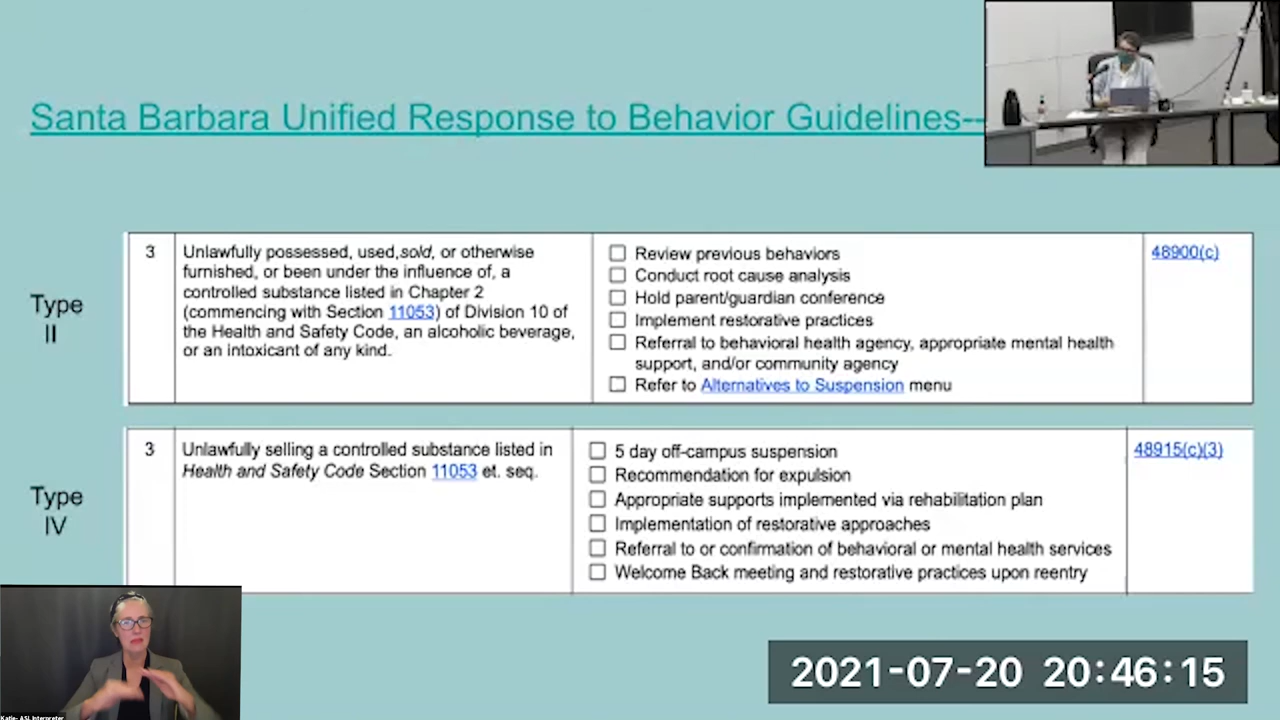 Santa Barbara Unified Response to Behavior Guidelines--
Type
II
3
Unlawfully possessed, used,sold, or otherwise
furnished, or been under the influence of, a
controlled substance listed in Chapter 2
(commencing with Section 11053) of Division 10 of
the Health and Safety Code, an alcoholic beverage,
or an intoxicant of any kind.
Review previous behaviors
Conduct root cause analysis
Hold parent/guardian conference
Implement restorative practices
Referral to behavioral health agency, appropriate mental health
support, and/or community agency
Refer to Alternatives to Suspension menu
48900(c)
Type
IV
3
Unlawfully selling a controlled substance listed in
Health and Safety Code Section 11053 et. seq.
5 day off-campus suspension
Recommendation for expulsion
Appropriate supports implemented via rehabilitation plan
Implementation of restorative approaches
Referral to or confirmation of behavioral or mental health services
Welcome Back meeting and restorative practices upon reentry
48915(c)(3)
Katie- ASL Interpreter
2021-07-20 20:46:15